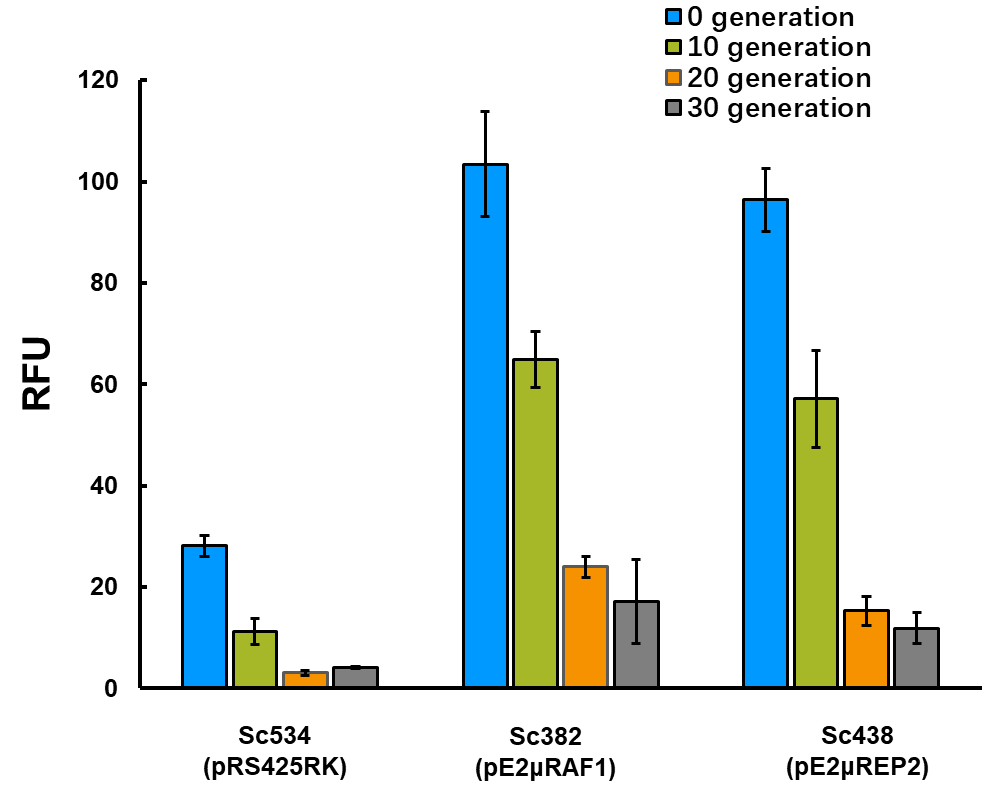 0 generation
10 generation
20 generation
30 generation
120
100
80
60
40
20
0
RFU
Sc534
(pRS425RK)
Sc382
(pE2µRAF1)
Sc438
(pE2µREP2)